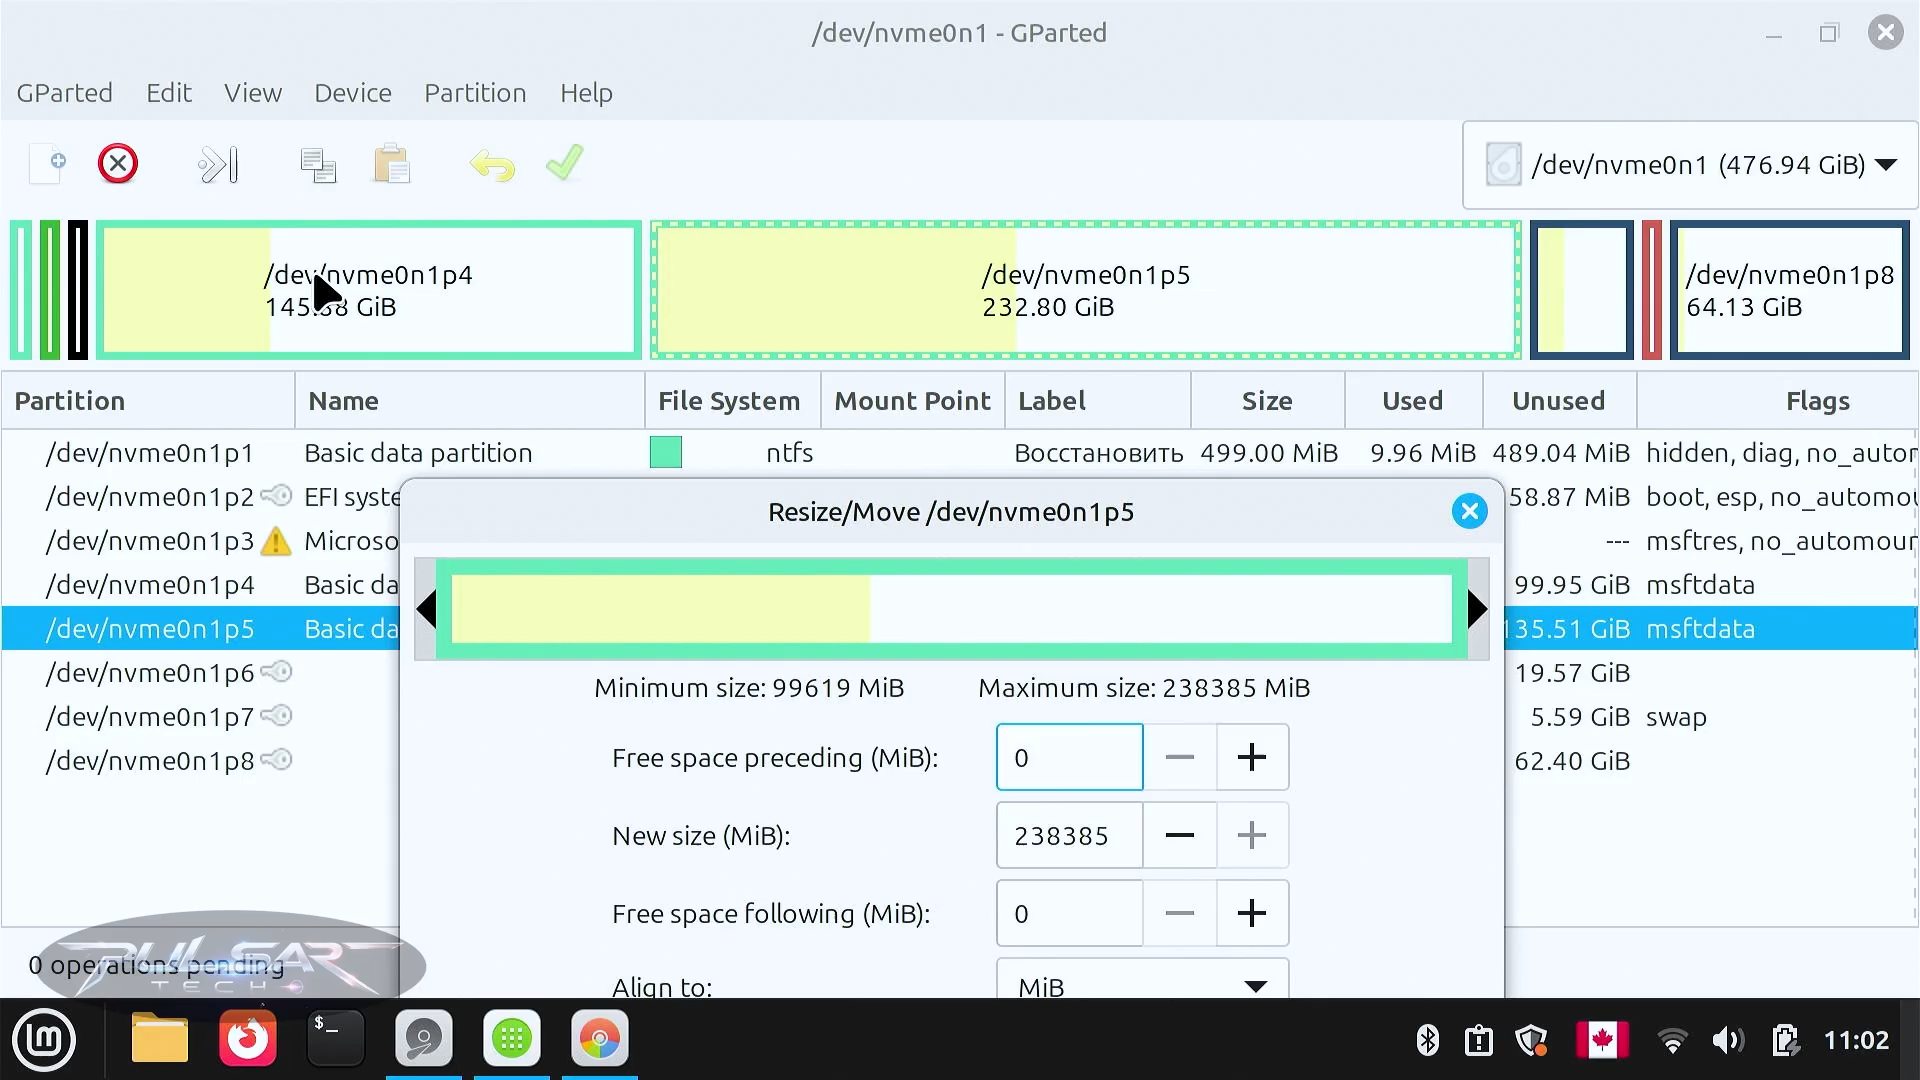 /dev/nvme0n1 - GParted
GParted Edit View Device Partition Help
/dev/nvme0n1 (476.94 GiB)
/dev/nvme0n1p4
145.38 GiB
/dev/nvme0n1p5
232.80 GiB
/dev/nvme0n1p8
64.13 GiB
Partition Name File System Mount Point Label Size Used Unused Flags
/dev/nvme0n1p1 Basic data partition ntfs Восстановить 499.00 MiB 9.96 MiB 489.04 MiB hidden, diag, no_autor
/dev/nvme0n1p2 EFI syste 58.87 MiB boot, esp, no_automou
/dev/nvme0n1p3 Microso --- msftres, no_automour
/dev/nvme0n1p4 Basic da 99.95 GiB msftdata
/dev/nvme0n1p5 Basic da 135.51 GiB msftdata
/dev/nvme0n1p6 19.57 GiB
/dev/nvme0n1p7 5.59 GiB swap
/dev/nvme0n1p8 62.40 GiB
Resize/Move /dev/nvme0n1p5
Minimum size: 99619 MiB Maximum size: 238385 MiB
Free space preceding (MiB): 0
New size (MiB): 238385
Free space following (MiB): 0
Align to: MiB
0 operations pending
PULSAR
TECH
$_
11:02